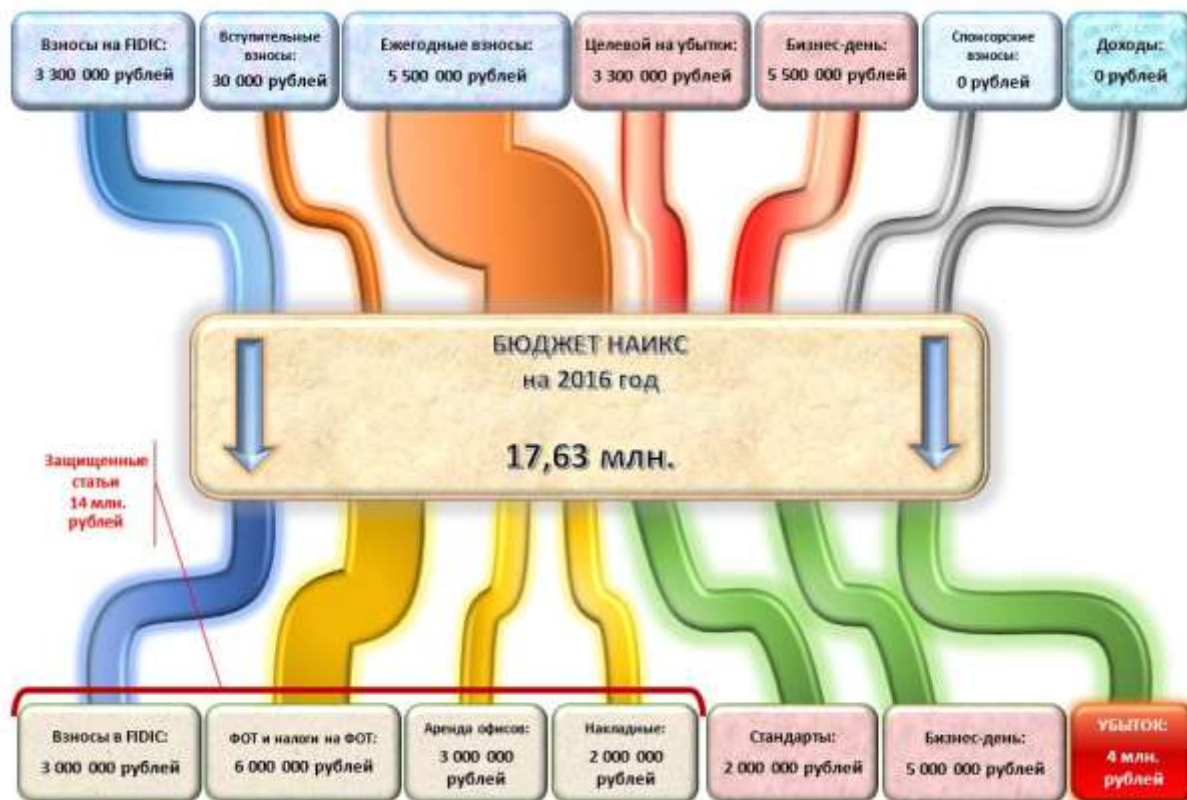 Взносы на FIDIC:
3 300 000 рублей
Вступительные
взносы:
30 000 рублей
Ежегодные взносы:
5 500 000 рублей
Целевой на убытки:
3 300 000 рублей
Бизнес-день:
5 500 000 рублей
Спонсорские
взносы:
0 рублей
Доходы:
0 рублей
БЮДЖЕТ НАИКС
на 2016 год
17,63 млн.
Защищенные
статьи
14 млн.
рублей
Взносы в FIDIC:
3 000 000 рублей
ФОТ и налоги на ФОТ:
6 000 000 рублей
Аренда офисов:
3 000 000
рублей
Накладные:
2 000 000
рублей
Стандарты:
2 000 000 рублей
Бизнес-день:
5 000 000 рублей
УБЫТОК:
4 млн.
рублей